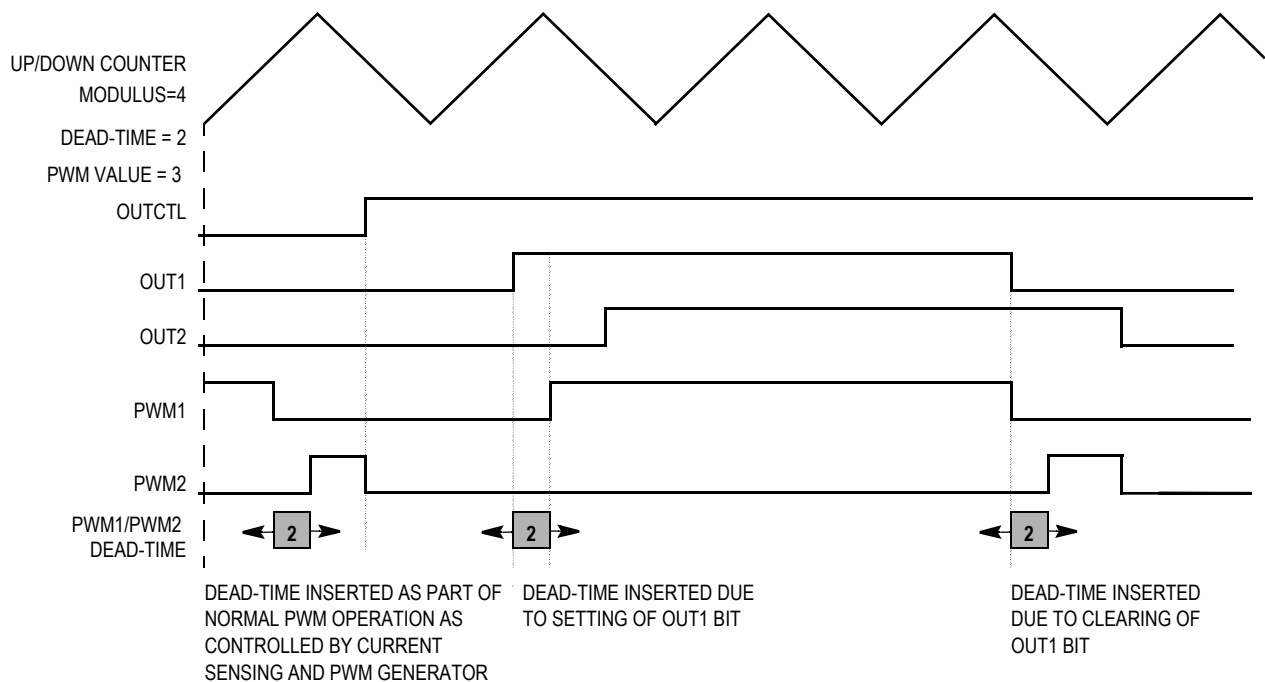 UP/DOWN COUNTER
MODULUS=4
DEAD-TIME = 2
PWM VALUE = 3
OUTCTL
OUT1
OUT2
PWM1
PWM2
PWM1/PWM2
DEAD-TIME
2
2
2
DEAD-TIME INSERTED AS PART OF
NORMAL PWM OPERATION AS
CONTROLLED BY CURRENT
SENSING AND PWM GENERATOR
DEAD-TIME INSERTED DUE
TO SETTING OF OUT1 BIT
DEAD-TIME INSERTED
DUE TO CLEARING OF
OUT1 BIT